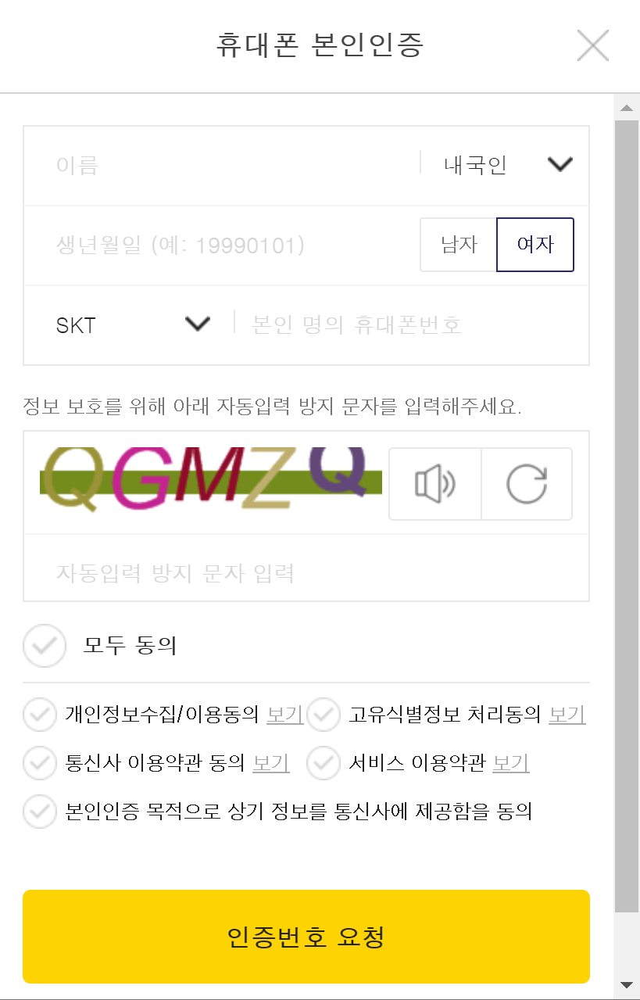 휴대폰 본인인증
이름 내국인
생년월일 (예: 19990101) 남자 여자
SKT 본인 명의 휴대폰번호
정보 보호를 위해 아래 자동입력 방지 문자를 입력해주세요.
QGMZQ
자동입력 방지 문자 입력
모두 동의
개인정보수집/이용동의 보기 고유식별정보 처리동의 보기
통신사 이용약관 동의 보기 서비스 이용약관 보기
본인인증 목적으로 상기 정보를 통신사에 제공함을 동의
인증번호 요청